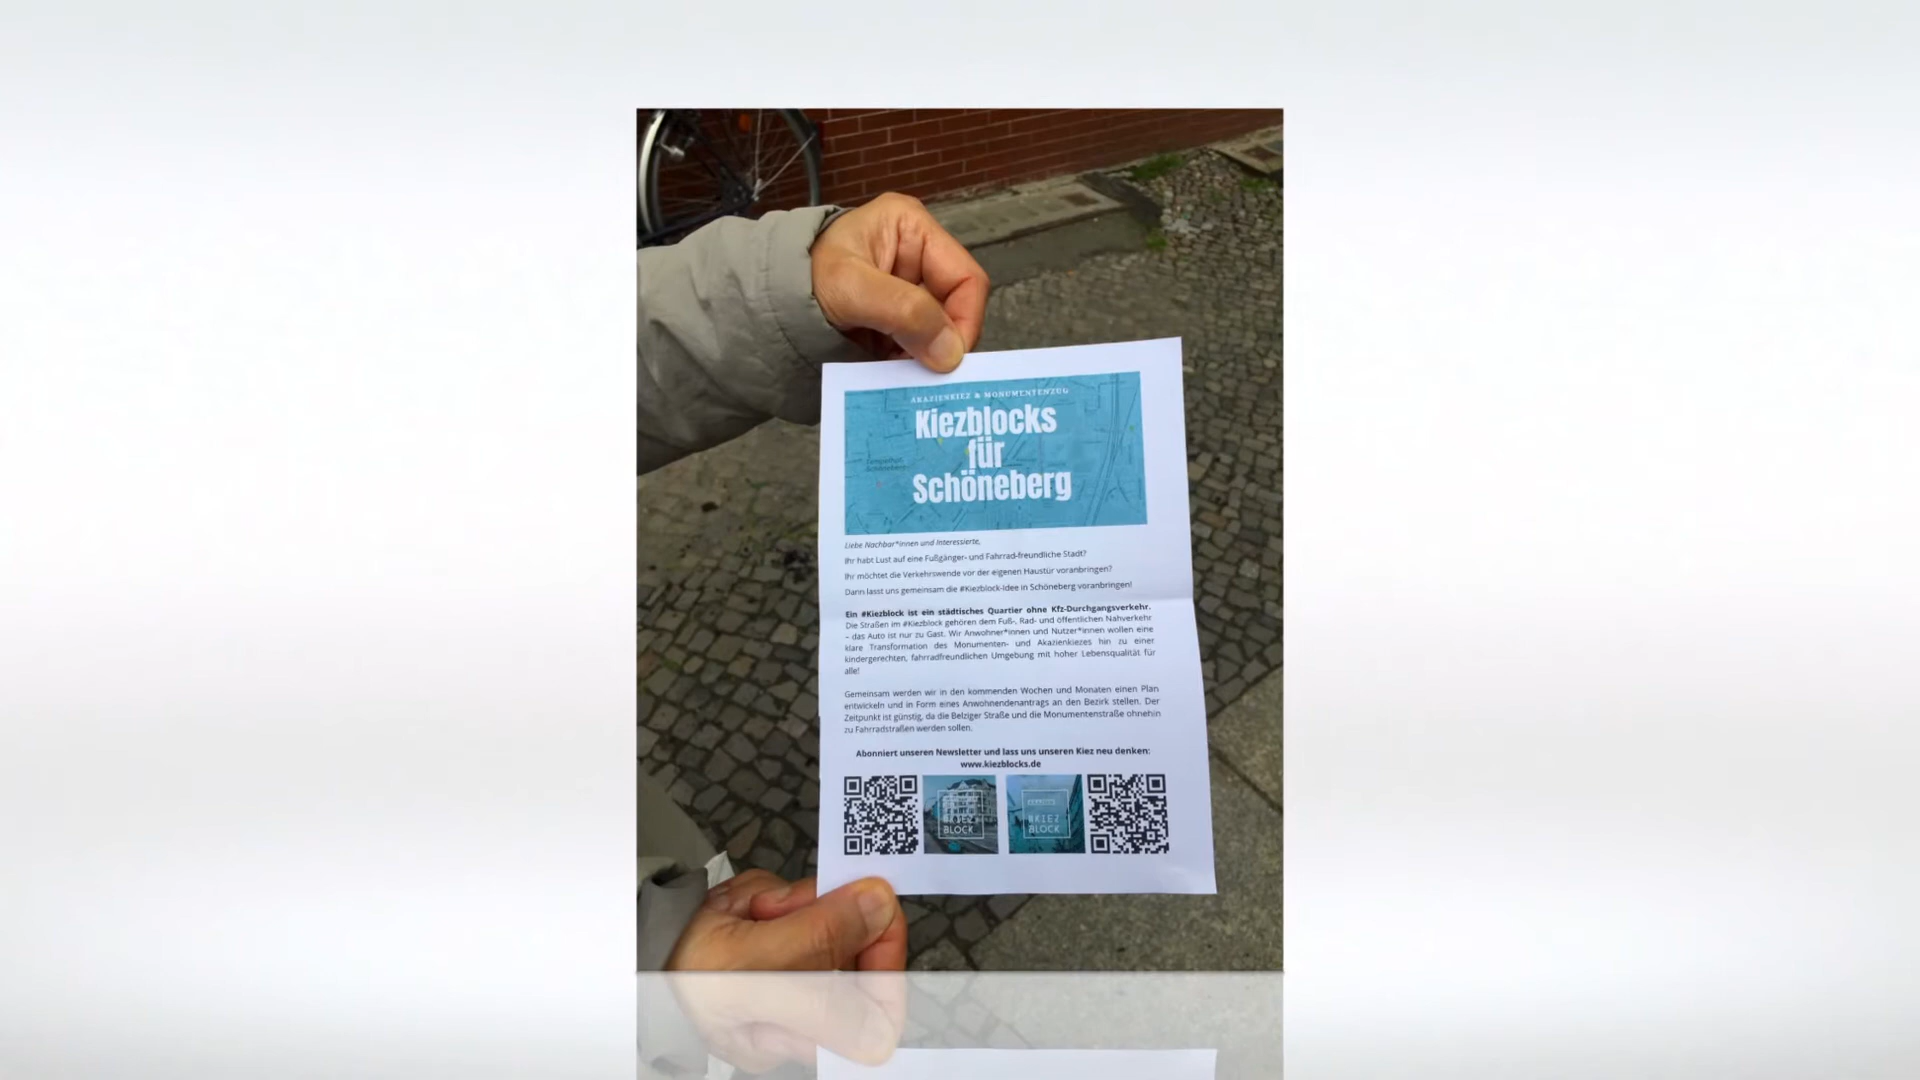 AKAZIENKIEZ & MONUMENTENZUG
Kiezblocks
für
Schöneberg
Tempelhof-
Schöneberg
Liebe Nachbar*innen und Interessierte,
Ihr habt Lust auf eine Fußgänger- und Fahrrad-freundliche Stadt?
Ihr möchtet die Verkehrswende vor der eigenen Haustür voranbringen?
Dann lasst uns gemeinsam die #Kiezblock-Idee in Schöneberg voranbringen!
Ein #Kiezblock ist ein städtisches Quartier ohne Kfz-Durchgangsverkehr.
Die Straßen im #Kiezblock gehören dem Fuß-, Rad- und öffentlichen Nahverkehr
– das Auto ist nur zu Gast. Wir Anwohner*innen und Nutzer*innen wollen eine
klare Transformation des Monumenten- und Akazienkiezes hin zu einer
kindergerechten, fahrradfreundlichen Umgebung mit hoher Lebensqualität für
alle!
Gemeinsam werden wir in den kommenden Wochen und Monaten einen Plan
entwickeln und in Form eines Anwohnendenantrags an den Bezirk stellen. Der
Zeitpunkt ist günstig, da die Belziger Straße und die Monumentenstraße ohnehin
zu Fahrradstraßen werden sollen.
Abonniert unseren Newsletter und lass uns unseren Kiez neu denken:
www.kiezblocks.de
#KIEZ
BLOCK
#KIEZ
BLOCK